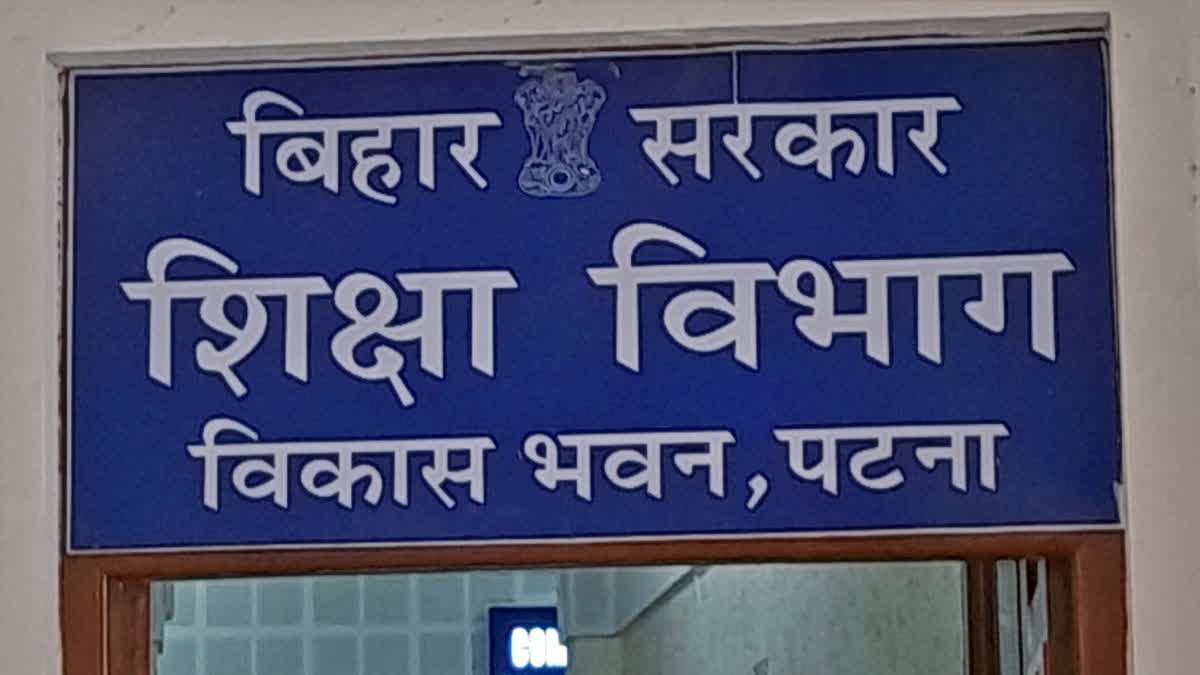 बिहार सरकार
शिक्षा विभाग
विकास भवन, पटना